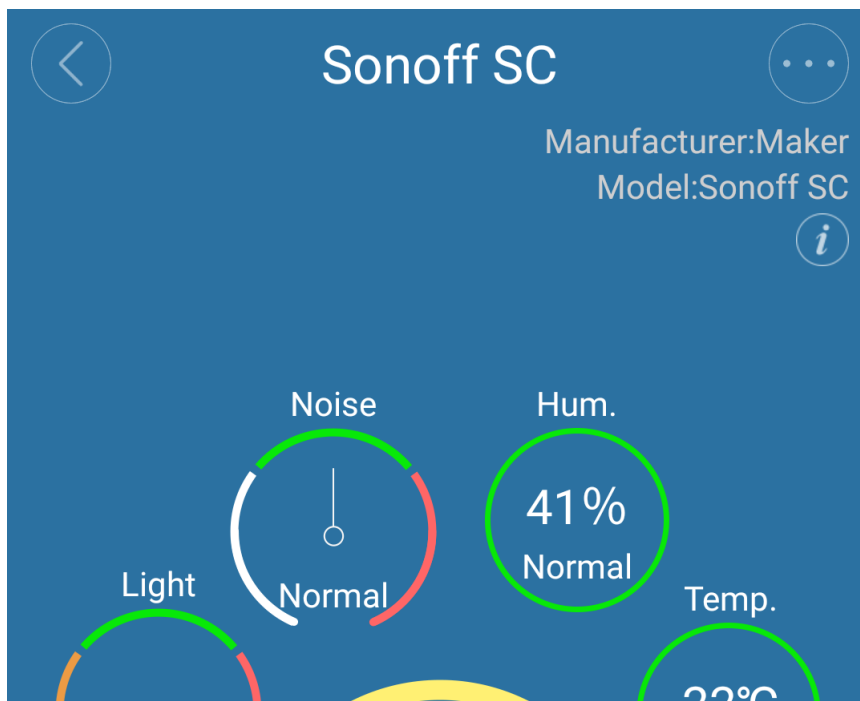 Sonoff SC
Manufacturer:Maker
Model:Sonoff SC
i
Noise
Hum.
41%
Normal
Normal
Light
Temp.